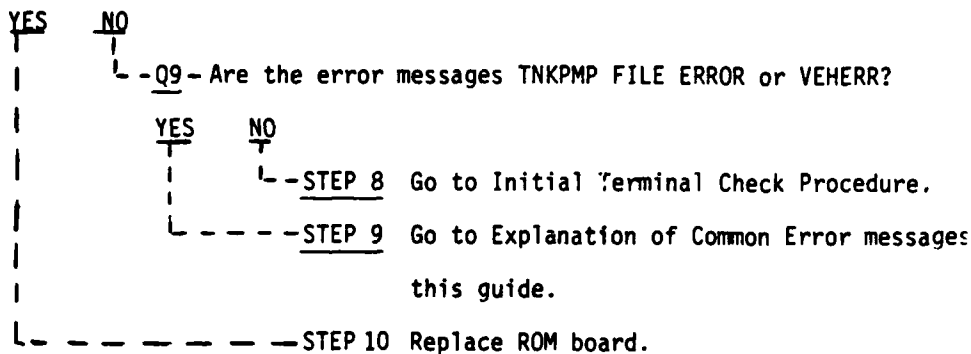 YES NO
Q9 - Are the error messages TNKPMP FILE ERROR or VEHERR?
YES NO
STEP 8 Go to Initial Terminal Check Procedure.
STEP 9 Go to Explanation of Common Error messages
this guide.
STEP 10 Replace ROM board.